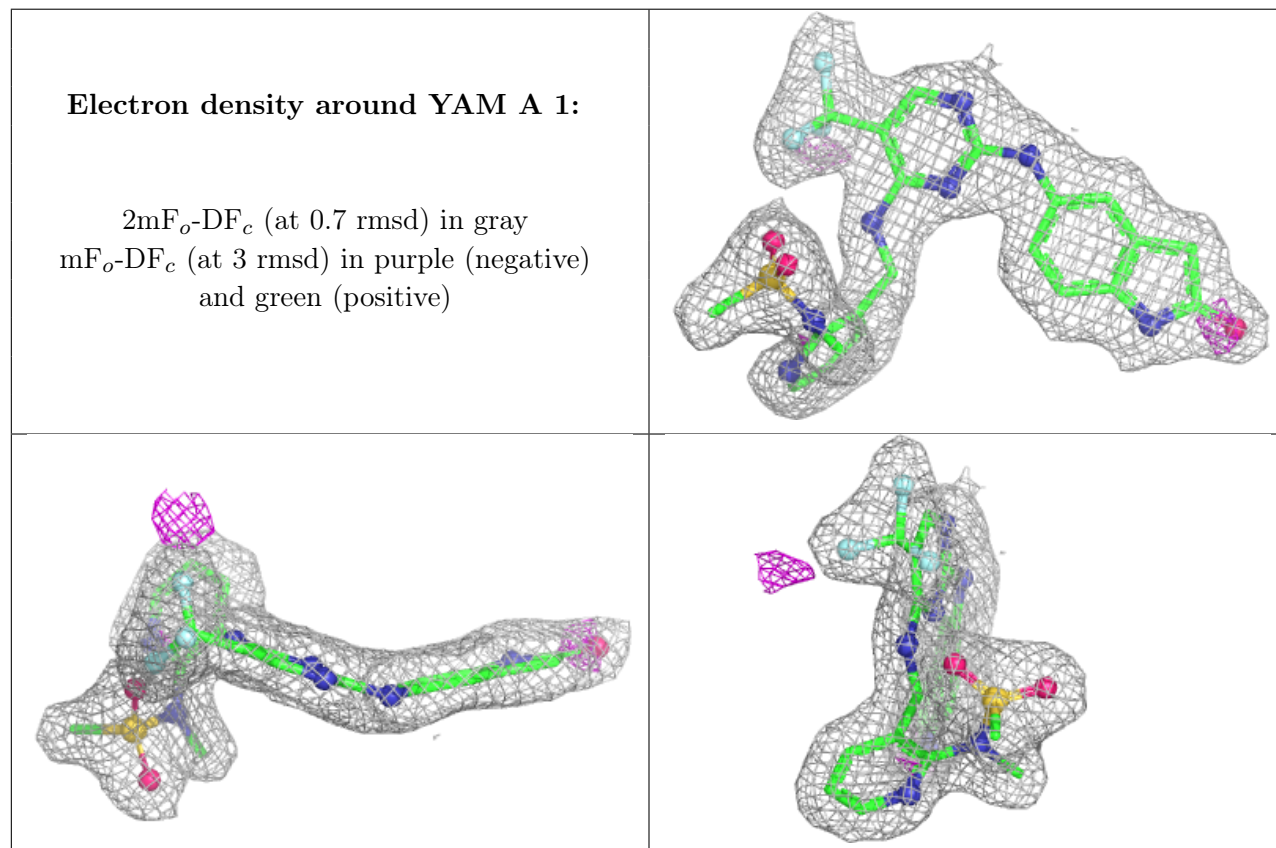 Electron density around YAM A 1:
2mFₒ-DF𝒸 (at 0.7 rmsd) in gray
mFₒ-DF𝒸 (at 3 rmsd) in purple (negative)
and green (positive)